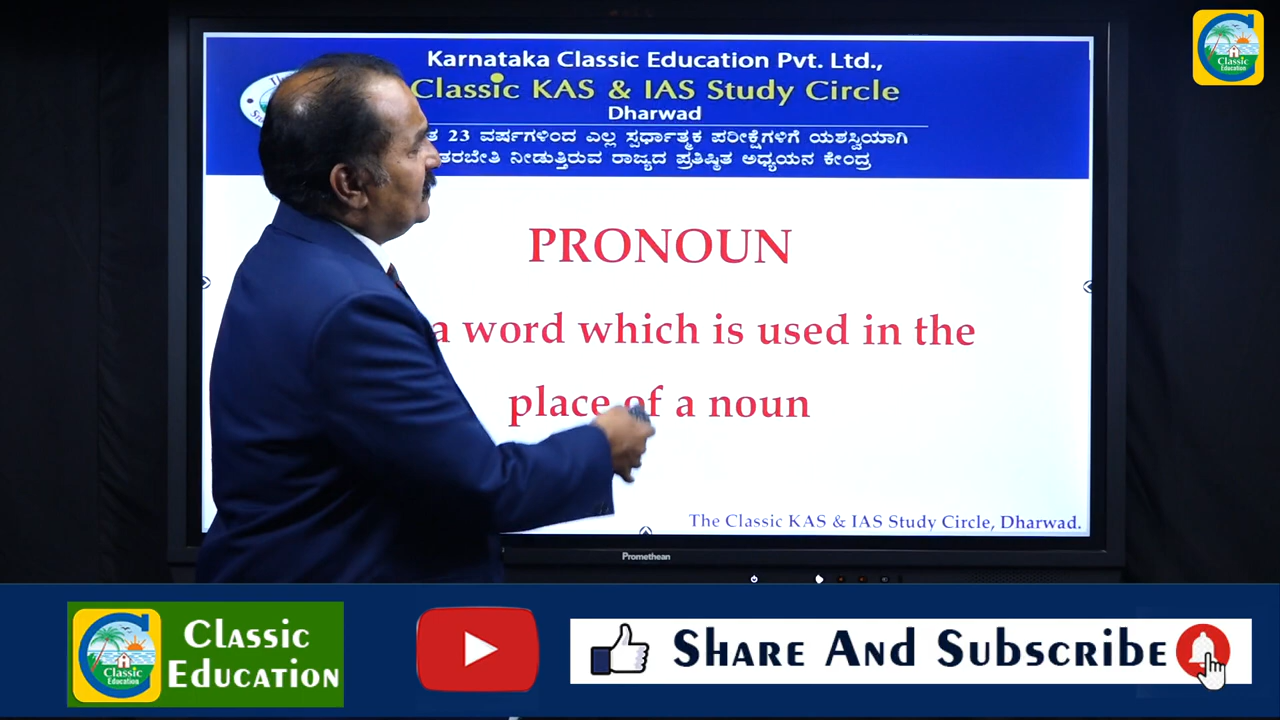 Karnataka Classic Education Pvt. Ltd.,
Classic KAS & IAS Study Circle
Dharwad
23 ವರ್ಷಗಳಿಂದ ಎಲ್ಲ ಸ್ಪರ್ಧಾತ್ಮಕ ಪರೀಕ್ಷೆಗಳಿಗೆ ಯಶಸ್ವಿಯಾಗಿ
ನೀಡುತ್ತಿರುವ ರಾಜ್ಯದ ಪ್ರತಿಷ್ಠಿತ ಅಧ್ಯಯನ ಕೇಂದ್ರ
Classic
Education
PRONOUN
a word which is used in the
place of a noun
The Classic KAS & IAS Study Circle, Dharwad.
Promethean
Classic
Education
Classic
Education
Share And Subscribe